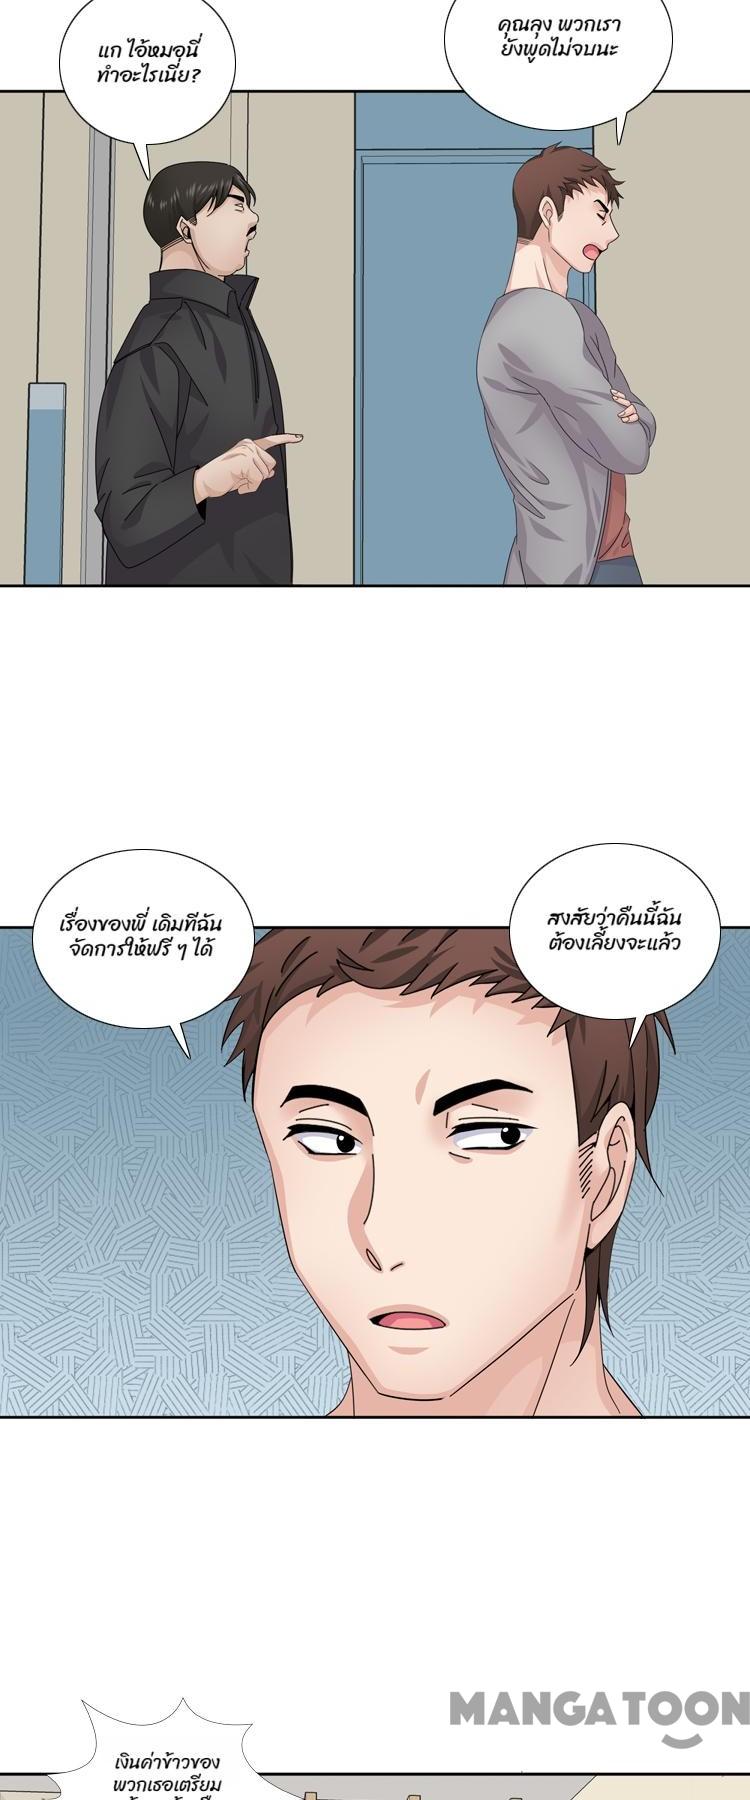 แก ไอ้หมอนี่
ทำอะไรเนี่ย?
คุณลุง พวกเรา
ยังพูดไม่จบนะ
เรื่องของพี่ เดิมทีฉัน
จัดการให้ฟรี ๆ ได้
สงสัยว่าคืนนี้ฉัน
ต้องเลี้ยงจะแล้ว
MANGATOON
เงินค่าข้าวของ
พวกเธอเตรียม